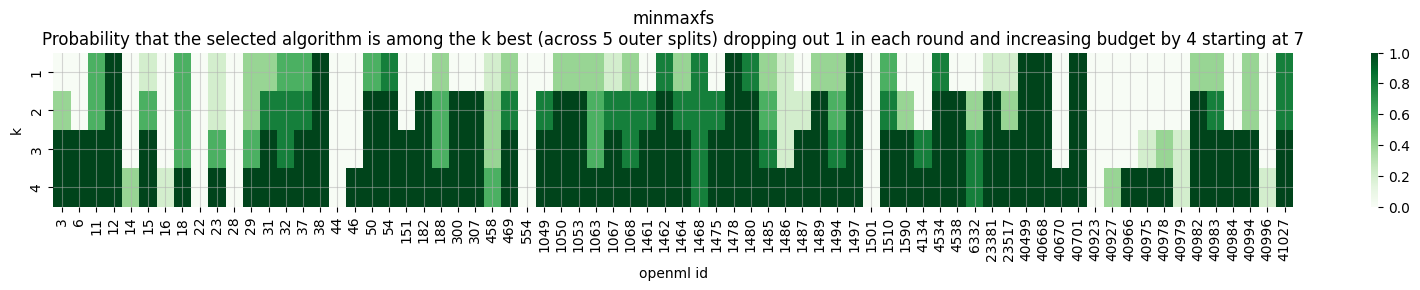 minmaxfs
Probability that the selected algorithm is among the k best (across 5 outer splits) dropping out 1 in each round and increasing budget by 4 starting at 7
k
1
2
3
4
3 6 11 12 14 15 16 18 22 23 28 29 31 32 37 38 44 46 50 54 151 182 188 300 307 458 469 554 1049 1050 1053 1063 1067 1068 1461 1462 1464 1468 1475 1478 1480 1485 1486 1487 1489 1494 1497 1501 1510 1590 4134 4534 4538 6332 23381 23517 40499 40668 40670 40701 40923 40927 40966 40975 40978 40979 40982 40983 40984 40994 40996 41027
openml id
1.0
0.8
0.6
0.4
0.2
0.0